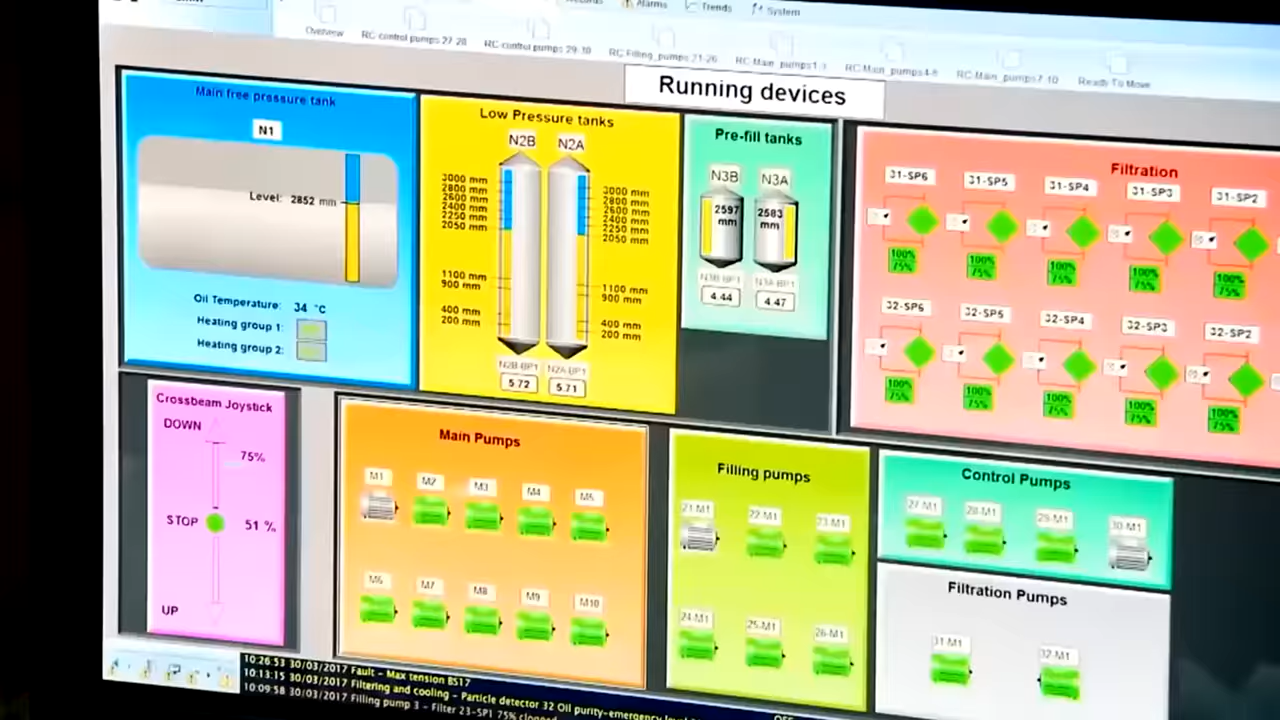 Alarms
Trends
System
Overview
RC-control pumps 27-28
RC-control pumps 29-30
RC-Filling_pumps 21-26
RC-Main_pumps1-3
RC-Main_pumps4-6
RC-Main_pumps7-10
Ready To Move
Running devices
Main free pressure tank
N1
Level: 2852 mm
Oil Temperature: 34 °C
Heating group 1:
Heating group 2:
Low Pressure tanks
N2B N2A
3000 mm
2800 mm
2600 mm
2400 mm
2250 mm
2050 mm
1100 mm
900 mm
400 mm
200 mm
3000 mm
2800 mm
2600 mm
2400 mm
2250 mm
2050 mm
1100 mm
900 mm
400 mm
200 mm
N2B-BP1 N2A-BP1
5.72 5.71
Pre-fill tanks
N3B N3A
2597 mm
2583 mm
N3B-BP1 N3A-BP1
4.44 4.47
Filtration
31-SP6 31-SP5 31-SP4 31-SP3 31-SP2
100% 100% 100% 100% 100%
75% 75% 75% 75% 75%
32-SP6 32-SP5 32-SP4 32-SP3 32-SP2
100% 100% 100% 100% 100%
75% 75% 75% 75% 75%
Crossbeam Joystick
DOWN
75%
STOP 51 %
UP
Main Pumps
M1 M2 M3 M4 M5
M6 M7 M8 M9 M10
Filling pumps
21-M1 22-M1 23-M1
24-M1 25-M1 26-M1
Control Pumps
27-M1 28-M1 29-M1 30-M1
Filtration Pumps
31-M1 32-M1
10:26:53 30/03/2017 Fault - Max tension BS17
10:13:15 30/03/2017 Filtering and cooling - Particle detector 32 Oil purity-emergency level
10:09:58 30/03/2017 Filling pump 3 - Filter 23-SP1 75% clogged